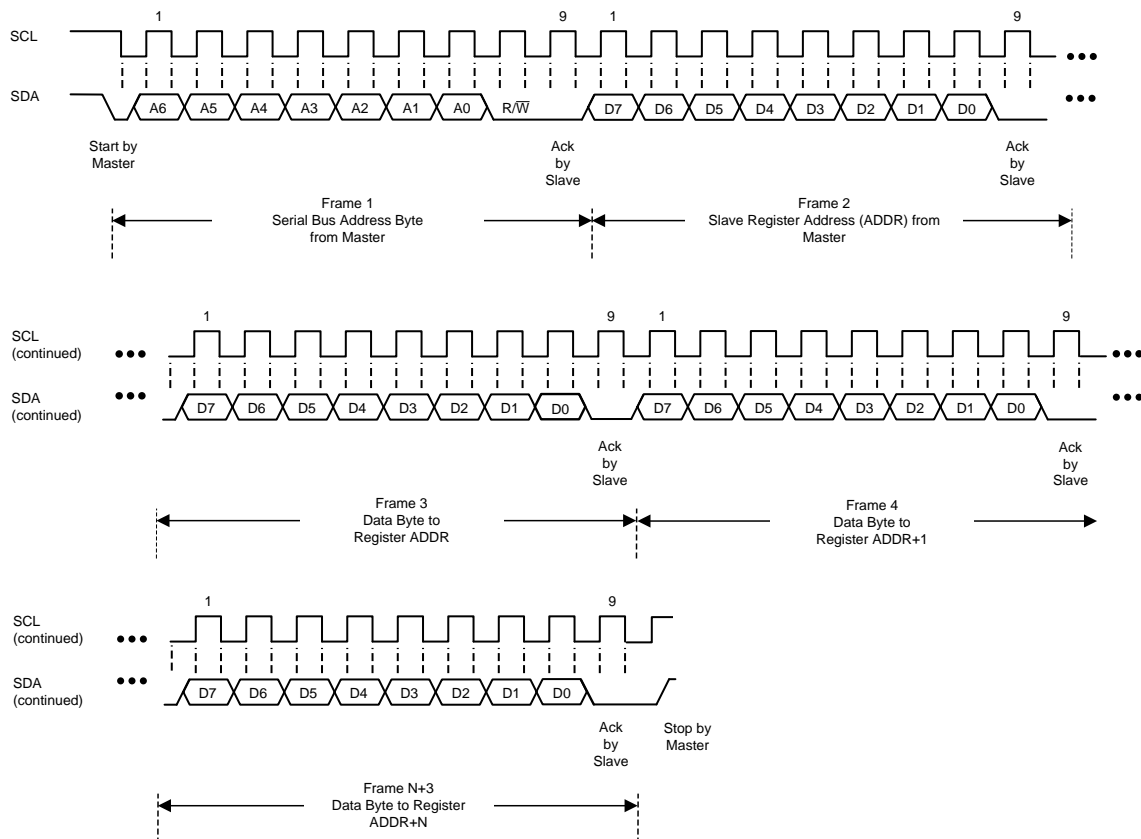 1 9 1 9
SCL
SDA
A6 A5 A4 A3 A2 A1 A0 R/W̅ D7 D6 D5 D4 D3 D2 D1 D0
Start by
Master
Ack
by
Slave
Ack
by
Slave
Frame 1
Serial Bus Address Byte
from Master
Frame 2
Slave Register Address (ADDR) from
Master
1 9 1 9
SCL
(continued)
SDA
(continued)
D7 D6 D5 D4 D3 D2 D1 D0 D7 D6 D5 D4 D3 D2 D1 D0
Ack
by
Slave
Ack
by
Slave
Frame 3
Data Byte to
Register ADDR
Frame 4
Data Byte to
Register ADDR+1
1 9
SCL
(continued)
SDA
(continued)
D7 D6 D5 D4 D3 D2 D1 D0
Ack
by
Slave
Stop by
Master
Frame N+3
Data Byte to Register
ADDR+N